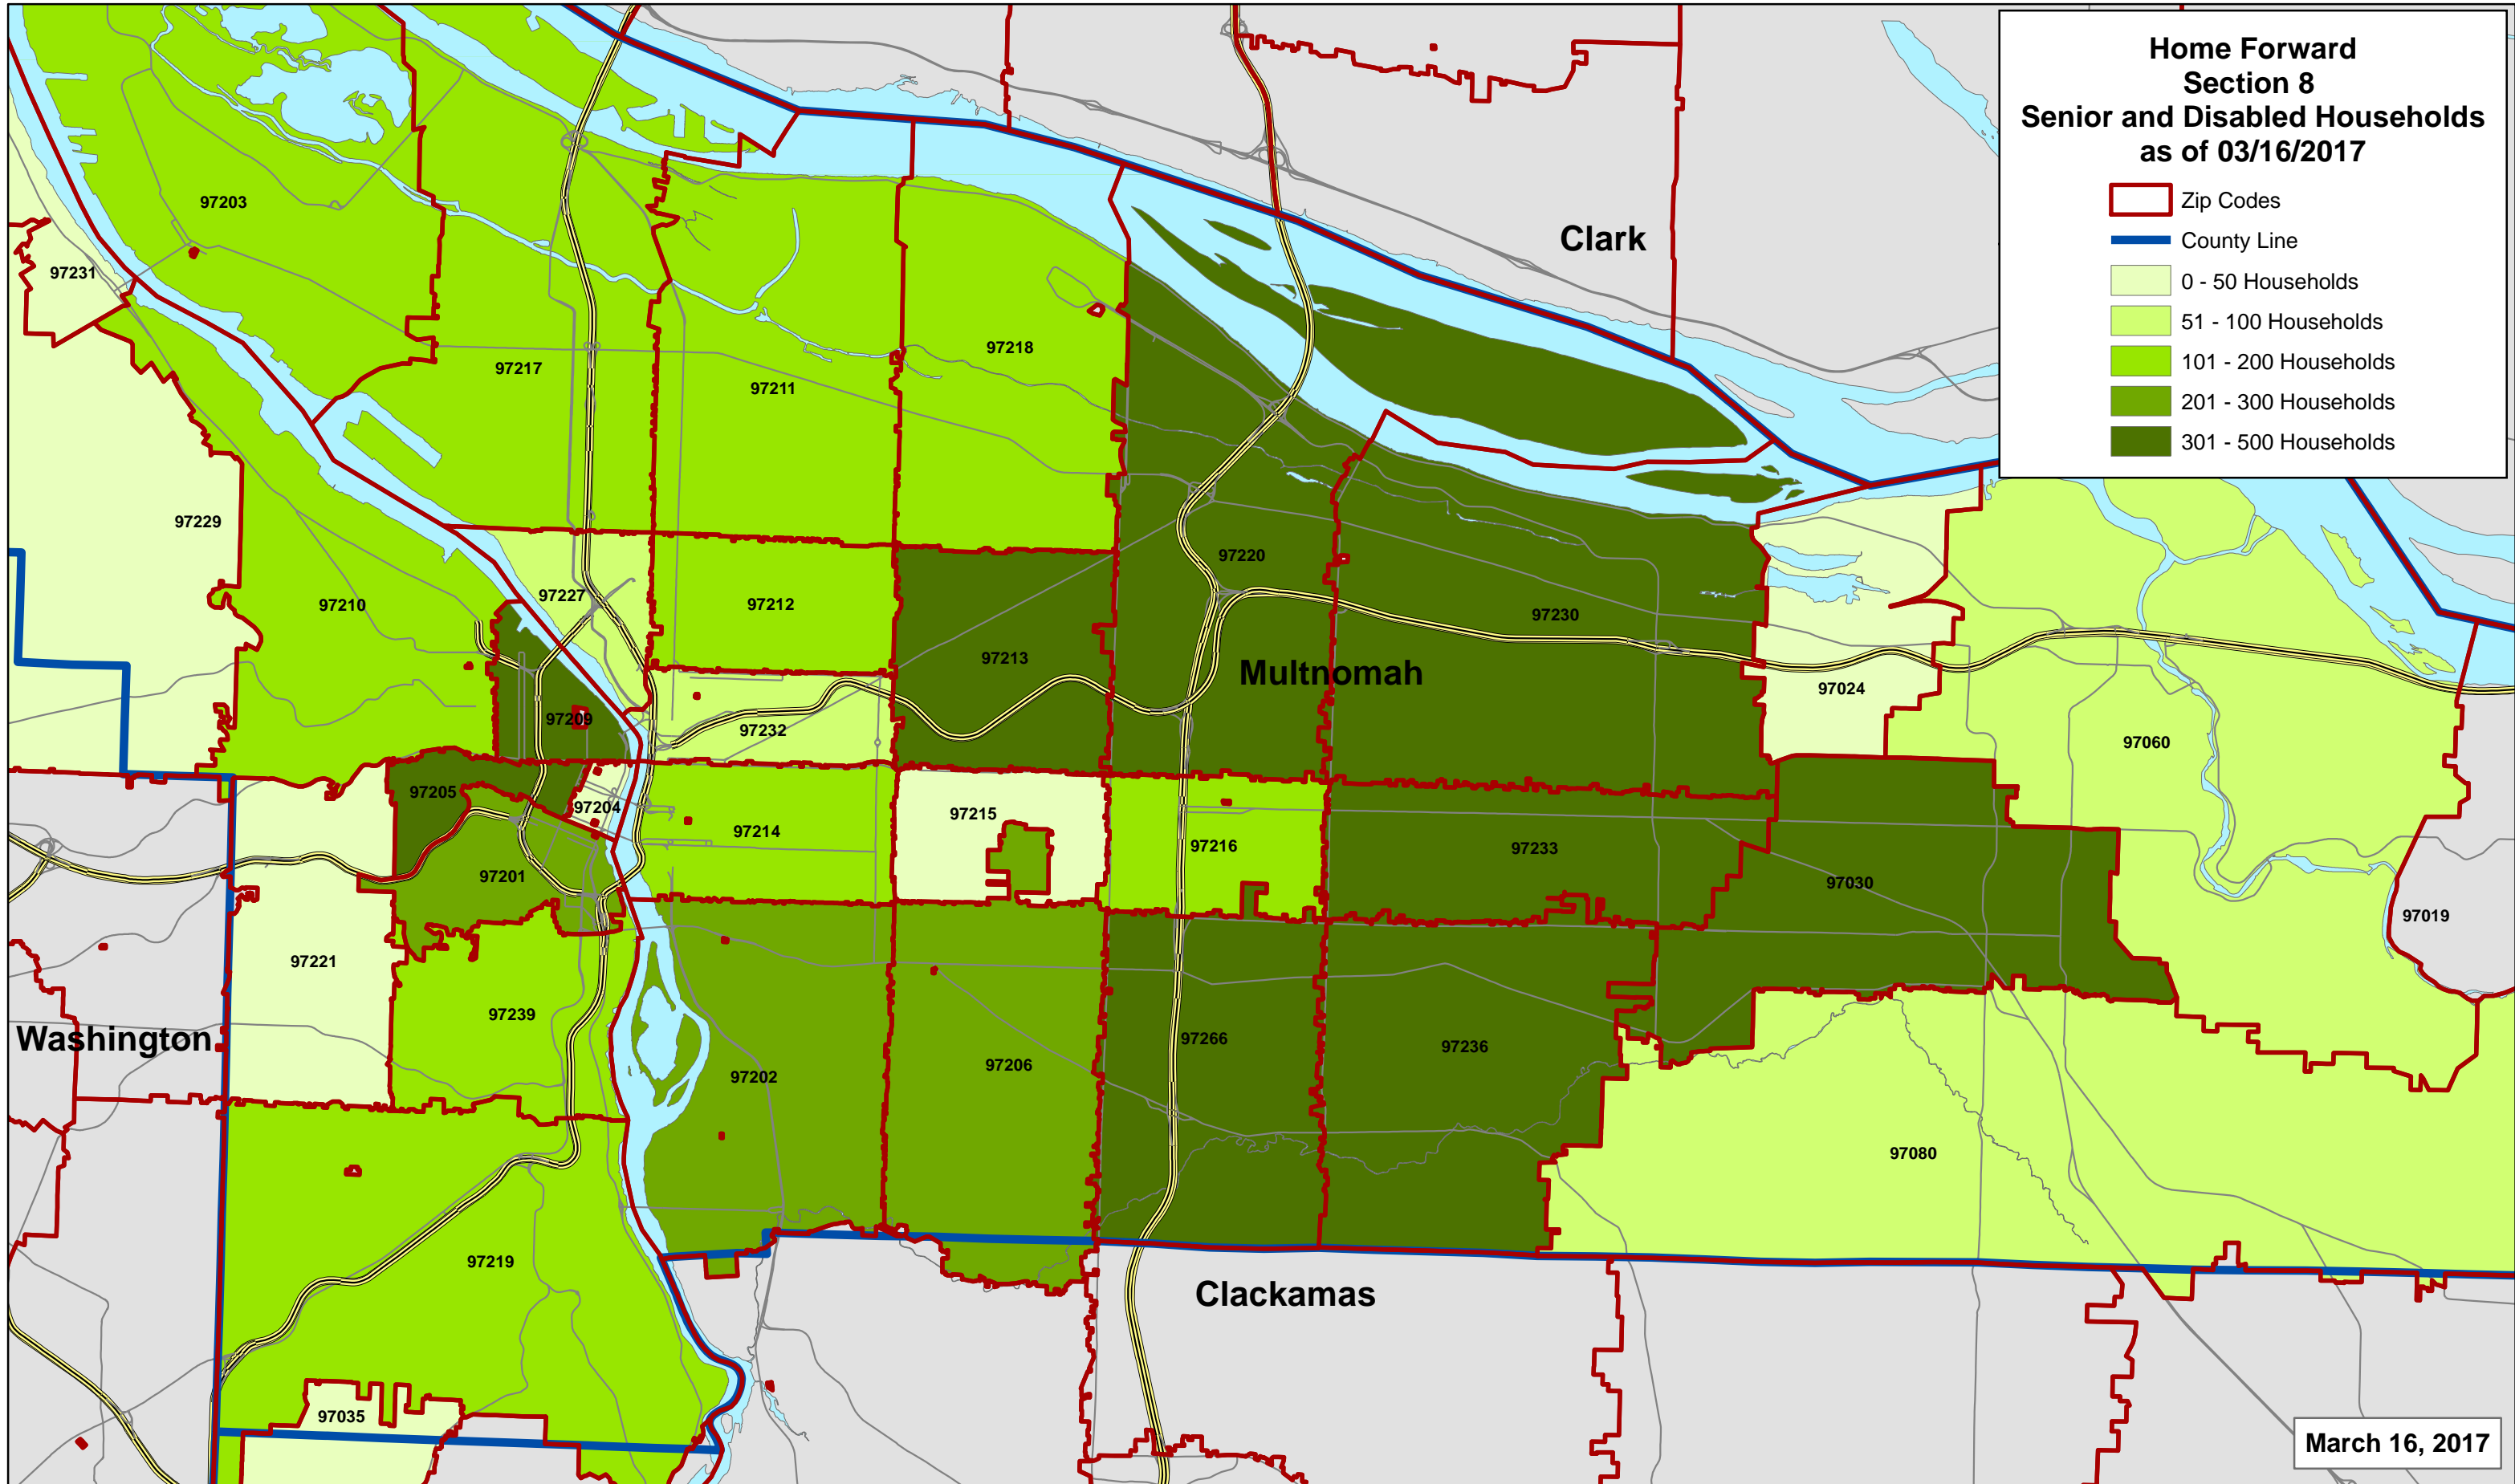 Home Forward
Section 8
Senior and Disabled Households
as of 03/16/2017
Zip Codes
County Line
0 - 50 Households
51 - 100 Households
101 - 200 Households
201 - 300 Households
301 - 500 Households
Clark
97203
97231
97218
97217
97211
97229
97220
97210
97227
97212
97230
97213
Multnomah
97024
97209
97232
97060
97205
97204
97215
97214
97216
97233
97201
97030
97019
97221
97239
Washington
97266
97236
97206
97202
97080
97219
Clackamas
97035
March 16, 2017